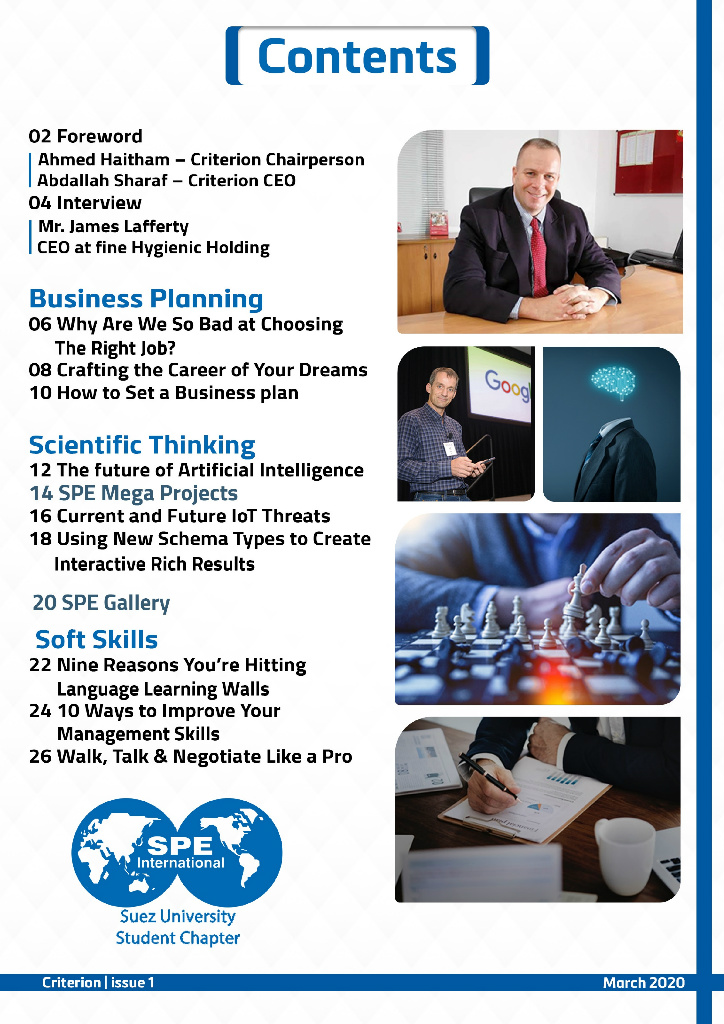 Contents
02 Foreword
Ahmed Haitham – Criterion Chairperson
Abdallah Sharaf – Criterion CEO
04 Interview
Mr. James Lafferty
CEO at fine Hygienic Holding
Business Planning
06 Why Are We So Bad at Choosing
The Right Job?
08 Crafting the Career of Your Dreams
10 How to Set a Business plan
Scientific Thinking
12 The future of Artificial Intelligence
14 SPE Mega Projects
16 Current and Future IoT Threats
18 Using New Schema Types to Create
Interactive Rich Results
20 SPE Gallery
Soft Skills
22 Nine Reasons You're Hitting
Language Learning Walls
24 10 Ways to Improve Your
Management Skills
26 Walk, Talk & Negotiate Like a Pro
Googl
SPE
International
Suez University
Student Chapter
Criterion | issue 1
March 2020